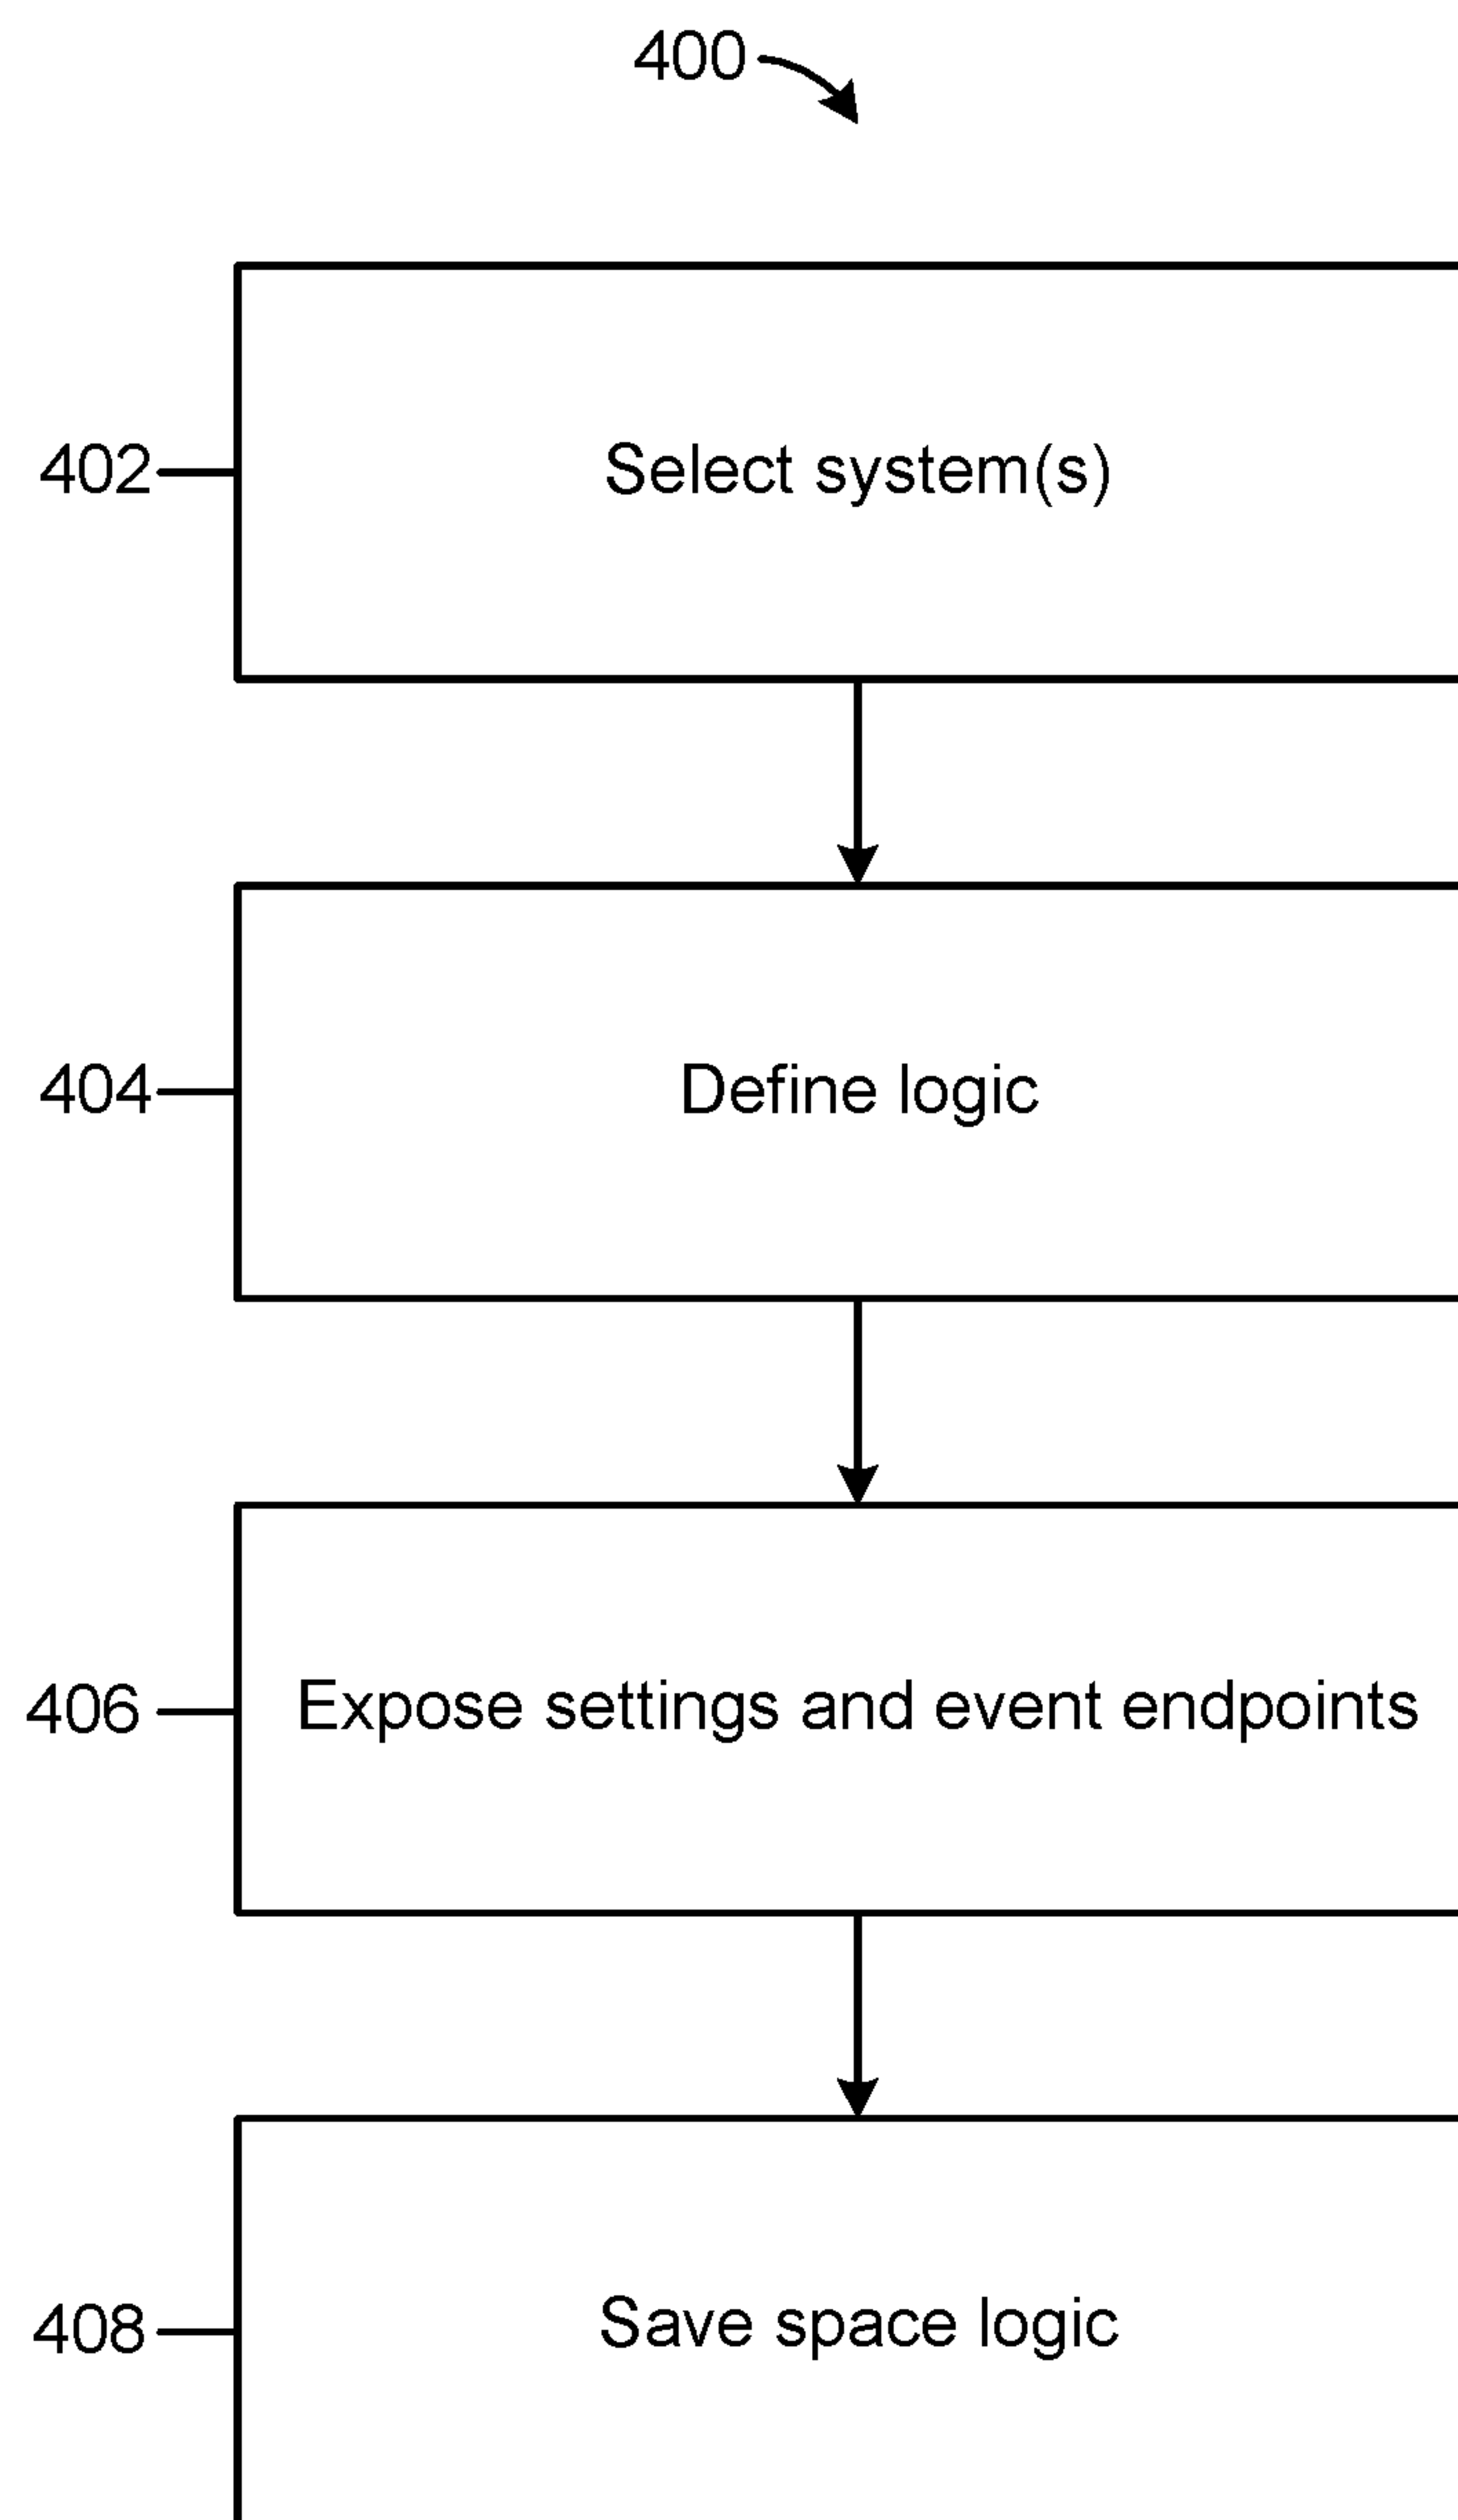 400
402
Select system(s)
404
Define logic
406
Expose settings and event endpoints
408
Save space logic